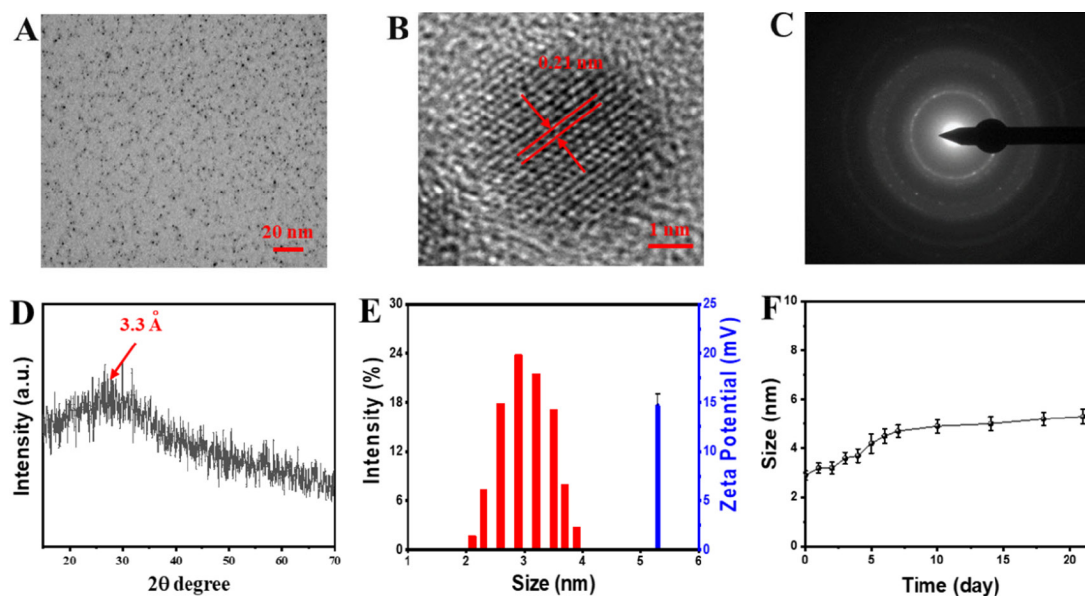 A
20 nm
B
0.21 nm
1 nm
C
D
3.3 Å
Intensity (a.u.)
20 30 40 50 60 70
2θ degree
E
30
24
18
12
6
0
Intensity (%)
25
20
15
10
5
0
Zeta Potential (mV)
1 2 3 4 5 6
Size (nm)
F
10
8
6
4
2
0
Size (nm)
0 5 10 15 20
Time (day)